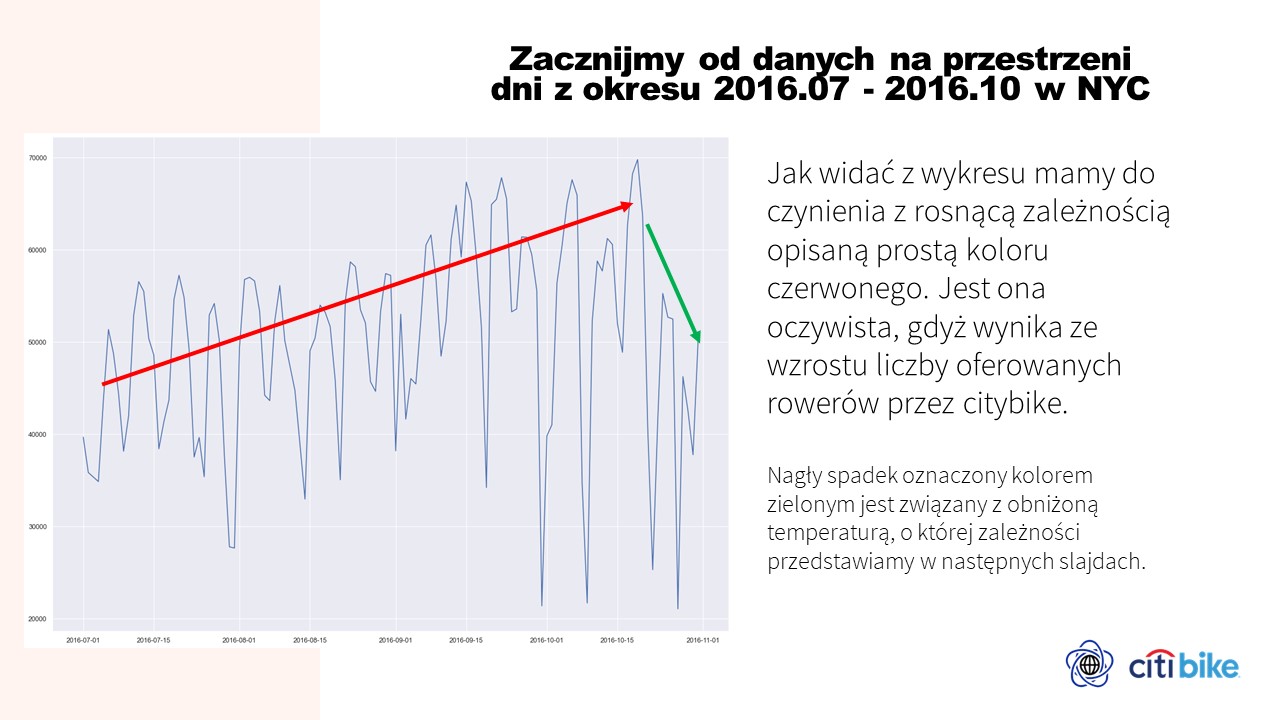 Zacznijmy od danych na przestrzeni
dni z okresu 2016.07 - 2016.10 w NYC
70000
60000
50000
40000
30000
20000
2016-07-01
2016-07-15
2016-08-01
2016-08-15
2016-09-01
2016-09-15
2016-10-01
2016-10-15
2016-11-01
Jak widać z wykresu mamy do
czynienia z rosnącą zależnością
opisaną prostą koloru
czerwonego. Jest ona
oczywista, gdyż wynika ze
wzrostu liczby oferowanych
rowerów przez citybike.
Nagły spadek oznaczony kolorem
zielonym jest związany z obniżoną
temperaturą, o której zależności
przedstawiamy w następnych slajdach.
citi bike